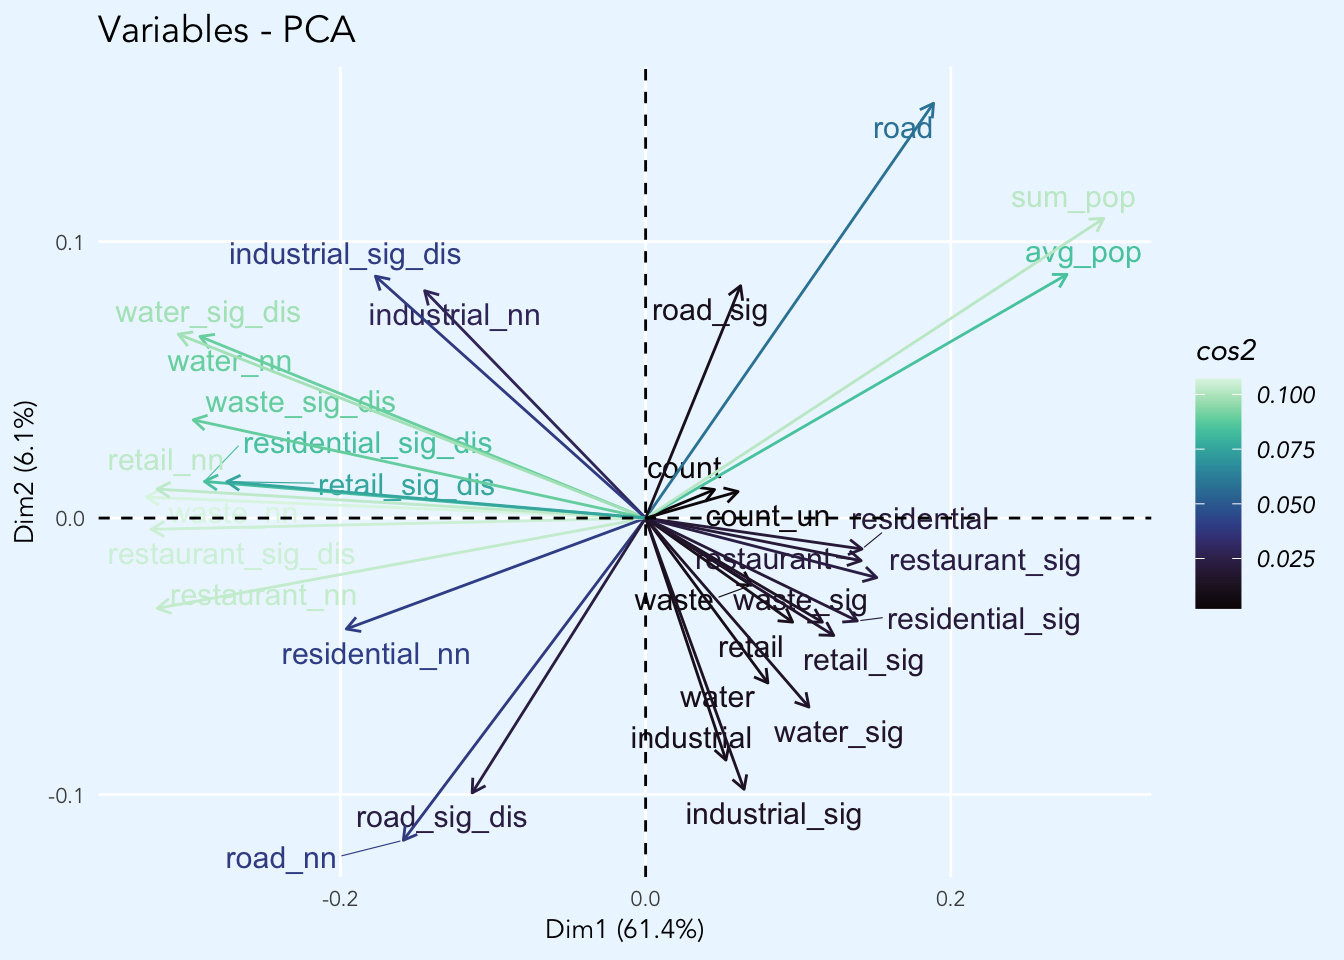 Variables - PCA
road
sum_pop
avg_pop
industrial_sig_dis
industrial_nn
road_sig
water_sig_dis
water_nn
waste_sig_dis
residential_sig_dis
retail_nn
retail_sig_dis
count
waste_nn
count_un
residential
restaurant_sig_dis
restaurant
restaurant_sig
restaurant_nn
waste
waste_sig
residential_sig
residential_nn
retail
retail_sig
water
water_sig
industrial
industrial_sig
road_sig_dis
road_nn
0.1
0.0
-0.1
-0.2
0.0
0.2
Dim1 (61.4%)
Dim2 (6.1%)
cos2
0.100
0.075
0.050
0.025